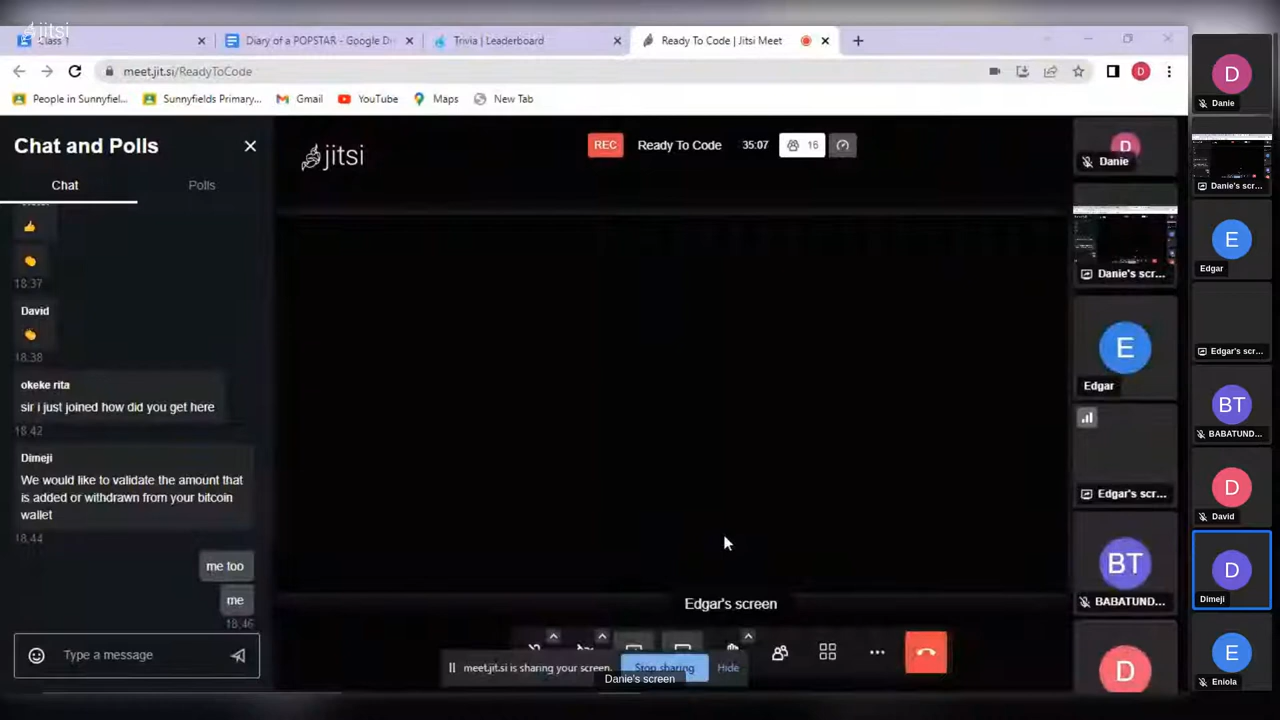 jitsi
Class 1
Diary of a POPSTAR - Google D
Trivia | Leaderboard
Ready To Code | Jitsi Meet
meet.jit.si/ReadyToCode
D
People in Sunnyfiel...
Sunnyfields Primary...
Gmail
YouTube
Maps
New Tab
Chat and Polls
Chat
Polls
18:37
David
18:38
okeke rita
sir i just joined how did you get here
18:42
Dimeji
We would like to validate the amount that
is added or withdrawn from your bitcoin
wallet
18:44
me too
me
18:46
Type a message
jitsi
REC
Ready To Code
35:07
16
Edgar's screen
meet.jit.si is sharing your screen.
Stop sharing
Hide
Danie's screen
D
Danie
Danie's scr...
E
Edgar
Edgar's scr...
BT
BABATUND...
D
D
Danie
Danie's scr...
E
Edgar
Edgar's scr...
BT
BABATUND...
D
David
D
Dimeji
E
Eniola